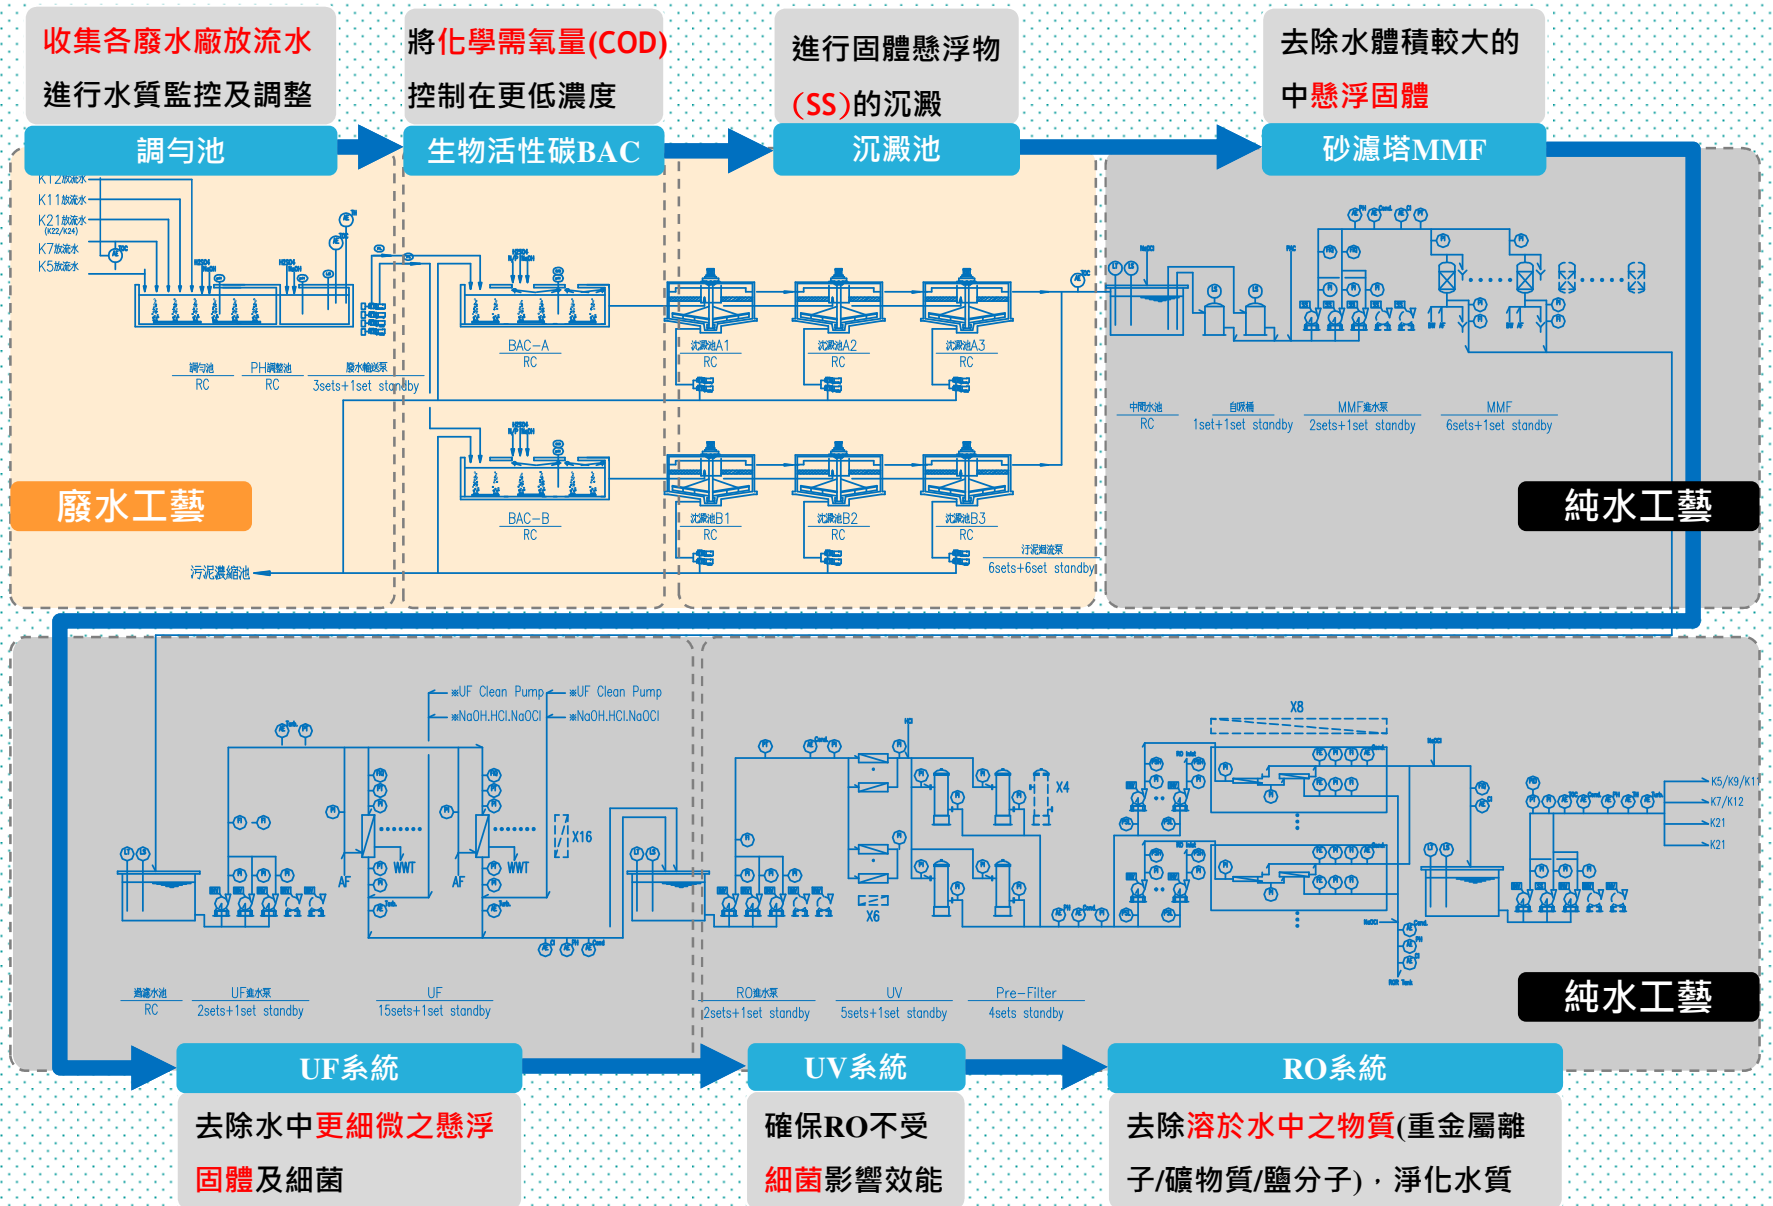 收集各廢水廠放流水
進行水質監控及調整
將化學需氧量(COD)
控制在更低濃度
進行固體懸浮物
(SS)的沉澱
去除水體積較大的
中懸浮固體
調勻池
生物活性碳BAC
沉澱池
砂濾塔MMF
K12放流水
K11放流水
K21放流水
(K22/K24)
K7放流水
K5放流水
調勻池
RC
PH調整池
RC
廢水輸送泵
3sets+1set standby
BAC-A
RC
沈澱池A1
RC
沈澱池A2
RC
沈澱池A3
RC
中間水池
RC
自吸桶
1set+1set standby
MMF進水泵
2sets+1set standby
MMF
6sets+1set standby
BAC-B
RC
沈澱池B1
RC
沈澱池B2
RC
沈澱池B3
RC
汙泥迴流泵
6sets+6set standby
污泥濃縮池
廢水工藝
純水工藝
※UF Clean Pump
※NaOH.HCl.NaOCl
※UF Clean Pump
※NaOH.HCl.NaOCl
X16
AF
WWT
AF
WWT
X6
X4
X8
K5/K9/K11
K7/K12
K21
K21
過濾水池
RC
UF進水泵
2sets+1set standby
UF
15sets+1set standby
RO進水泵
2sets+1set standby
UV
5sets+1set standby
Pre-Filter
4sets standby
純水工藝
UF系統
UV系統
RO系統
去除水中更細微之懸浮
固體及細菌
確保RO不受
細菌影響效能
去除溶於水中之物質(重金屬離
子/礦物質/鹽分子)，淨化水質